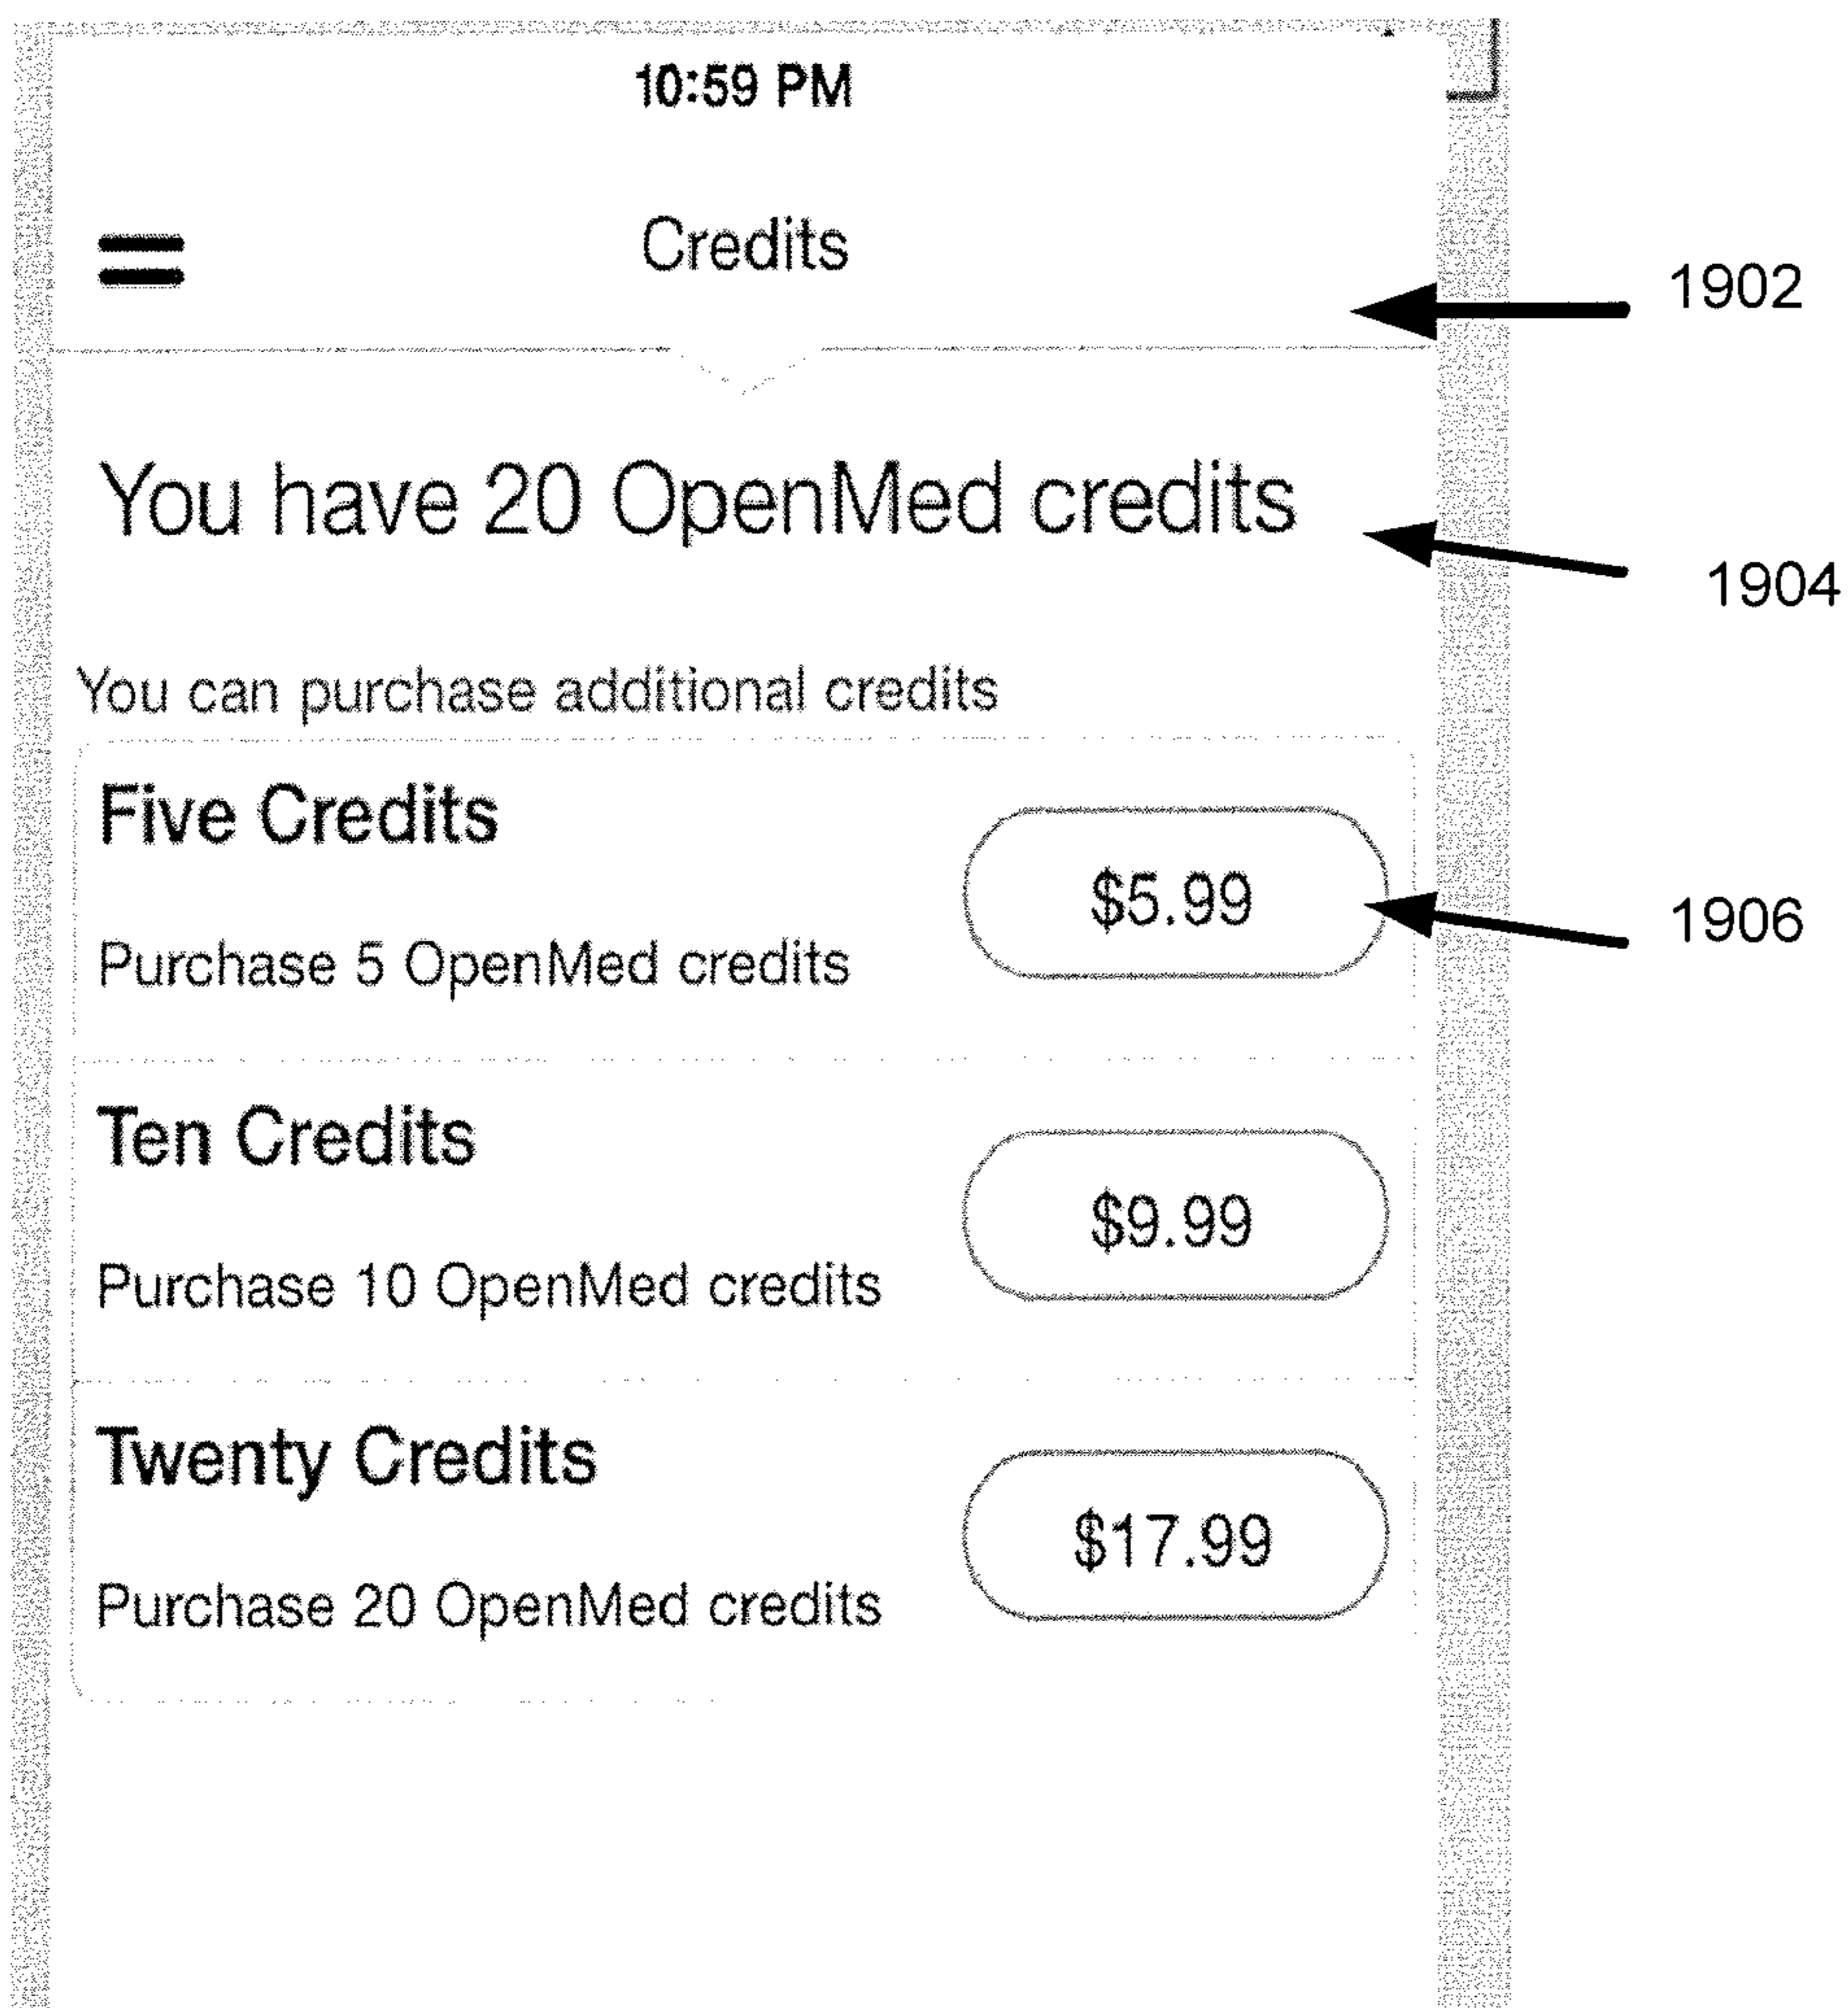 10:59 PM
Credits
1902
You have 20 OpenMed credits
1904
You can purchase additional credits
Five Credits
$5.99
1906
Purchase 5 OpenMed credits
Ten Credits
$9.99
Purchase 10 OpenMed credits
Twenty Credits
$17.99
Purchase 20 OpenMed credits